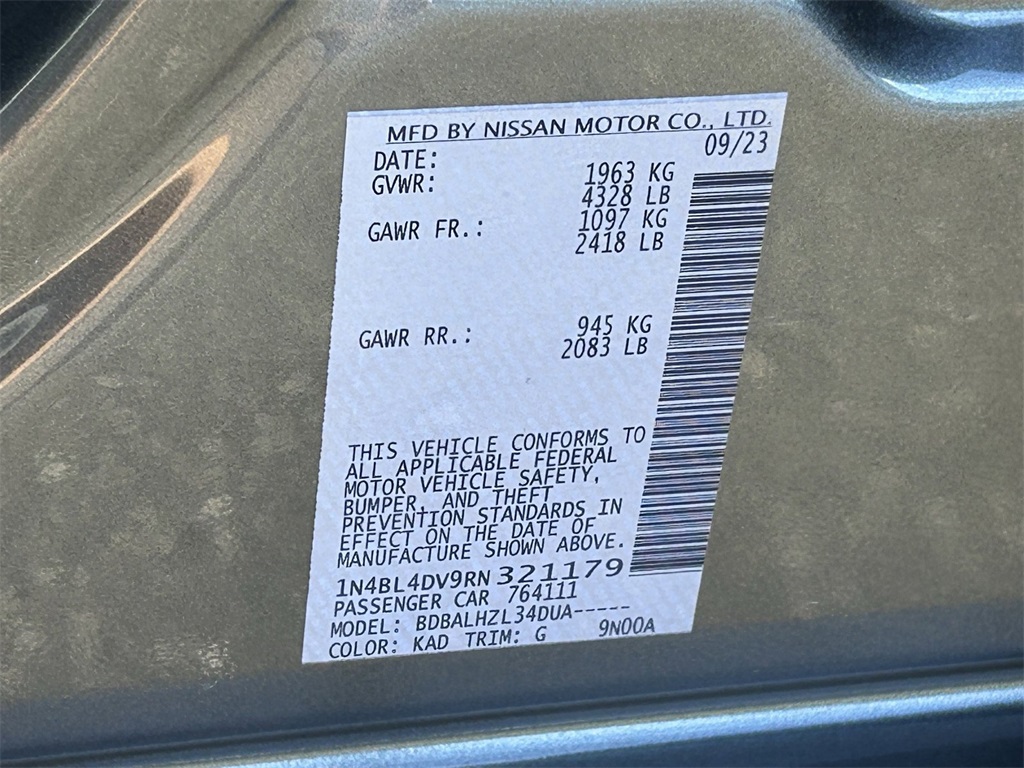 MFD BY NISSAN MOTOR CO., LTD.
DATE: 09/23
GVWR: 1963 KG
4328 LB
GAWR FR.: 1097 KG
2418 LB
GAWR RR.: 945 KG
2083 LB
THIS VEHICLE CONFORMS TO
ALL APPLICABLE FEDERAL
MOTOR VEHICLE SAFETY,
BUMPER, AND THEFT
PREVENTION STANDARDS IN
EFFECT ON THE DATE OF
MANUFACTURE SHOWN ABOVE.
1N4BL4DV9RN 321179
PASSENGER CAR 764111
MODEL: BDBALHZL34DUA-----
COLOR: KAD TRIM: G 9N00A